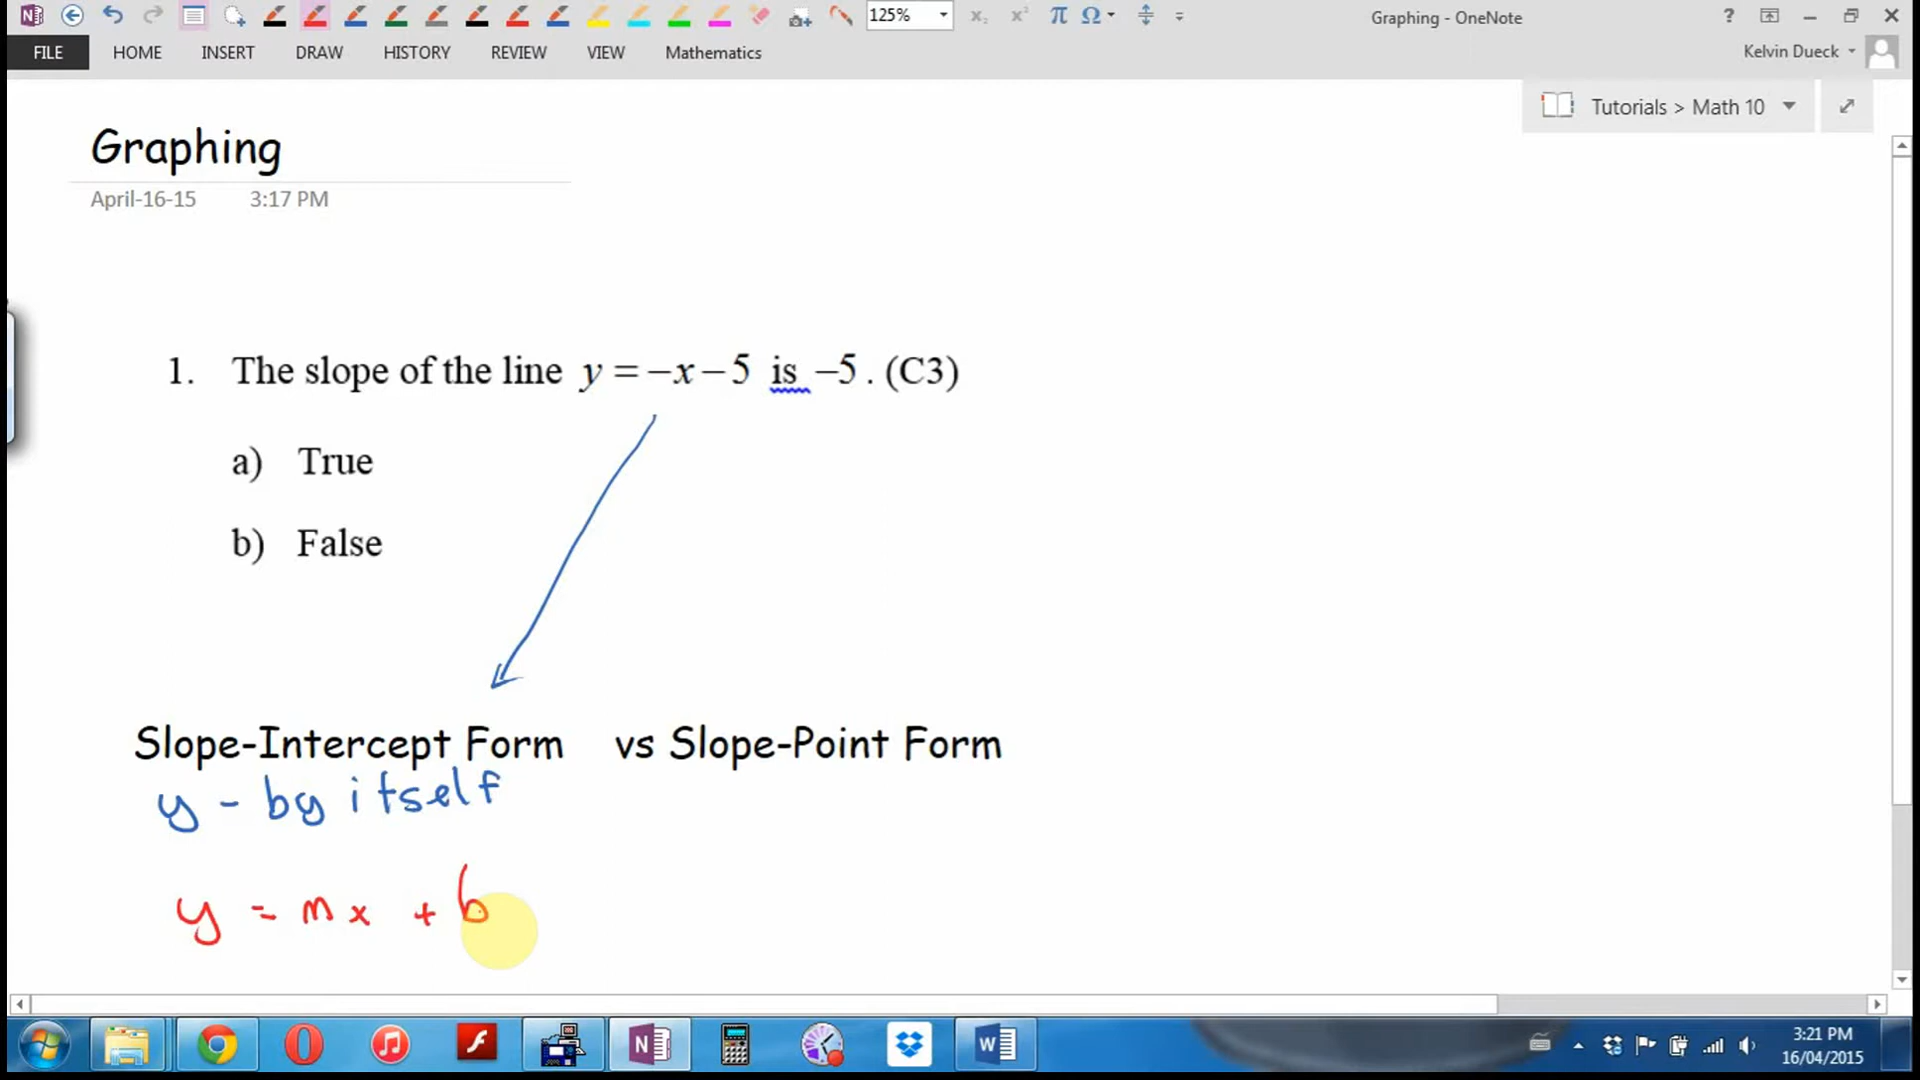 125% x₂ x² π Ω Graphing - OneNote ?
FILE HOME INSERT DRAW HISTORY REVIEW VIEW Mathematics Kelvin Dueck
Tutorials > Math 10
Graphing
April-16-15 3:17 PM
1. The slope of the line y = −x − 5 is −5 . (C3)
a) True
b) False
Slope-Intercept Form vs Slope-Point Form
y - by itself
y = mx + b
3:21 PM
16/04/2015